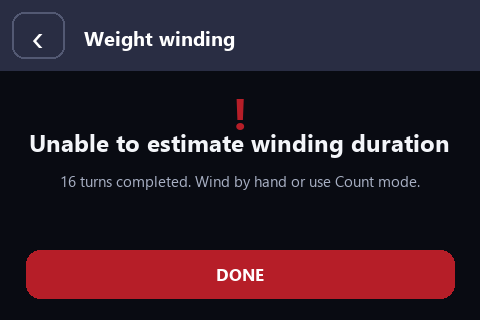 ‹ Weight winding
!
Unable to estimate winding duration
16 turns completed. Wind by hand or use Count mode.
DONE